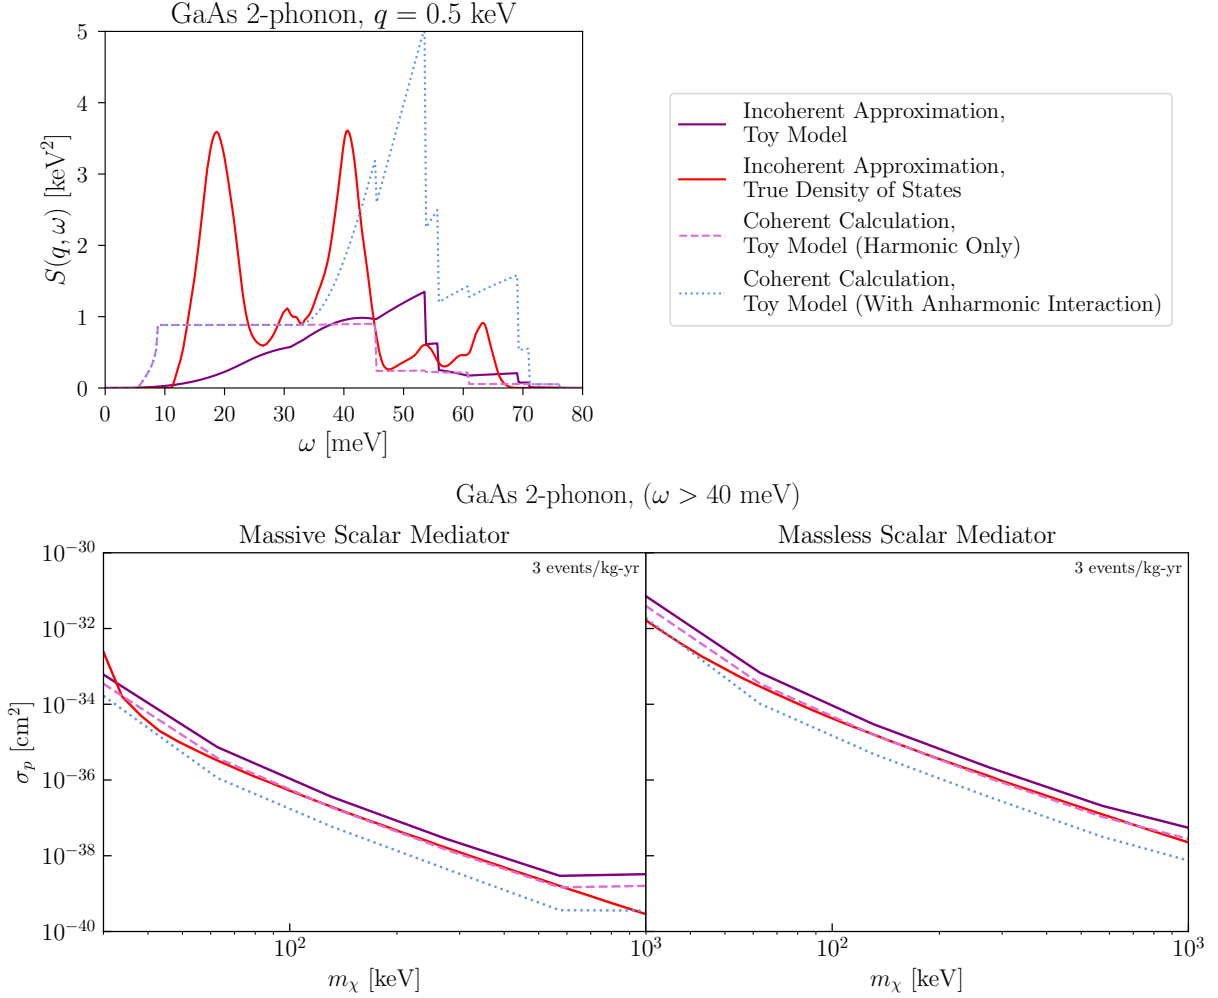 GaAs 2-phonon, q = 0.5 keV
S(q, ω) [keV²]
5
4
3
2
1
0
0 10 20 30 40 50 60 70 80
ω [meV]
Incoherent Approximation,
Toy Model
Incoherent Approximation,
True Density of States
Coherent Calculation,
Toy Model (Harmonic Only)
Coherent Calculation,
Toy Model (With Anharmonic Interaction)
GaAs 2-phonon, (ω > 40 meV)
Massive Scalar Mediator
Massless Scalar Mediator
3 events/kg-yr
3 events/kg-yr
σₚ [cm²]
10⁻³⁰
10⁻³²
10⁻³⁴
10⁻³⁶
10⁻³⁸
10⁻⁴⁰
10² 10³
10² 10³
m_χ [keV]
m_χ [keV]